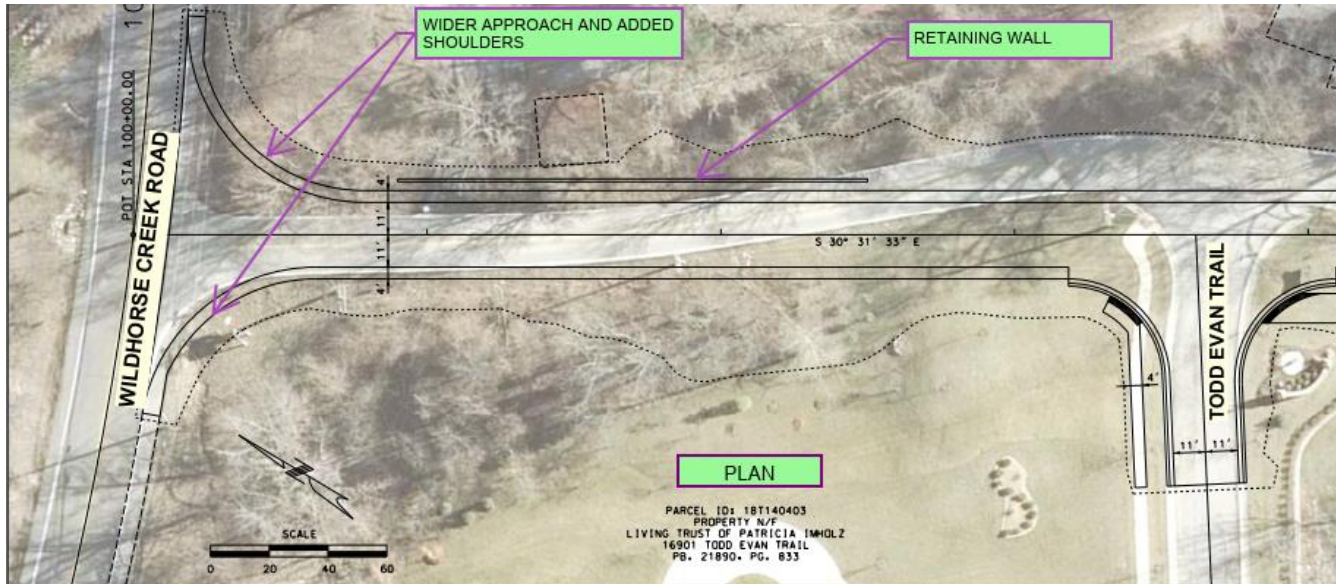 10
WIDER APPROACH AND ADDED
SHOULDERS
RETAINING WALL
POT STA 100+00.00
WILDHORSE CREEK ROAD
4'
11'
11'
4'
S 30° 31' 33" E
TODD EVAN TRAIL
4'
11'
11'
PLAN
PARCEL ID: 18T140403
PROPERTY N/F
LIVING TRUST OF PATRICIA IMHOLZ
16901 TODD EVAN TRAIL
PB. 21890. PG. 833
N
SCALE
0
20
40
60